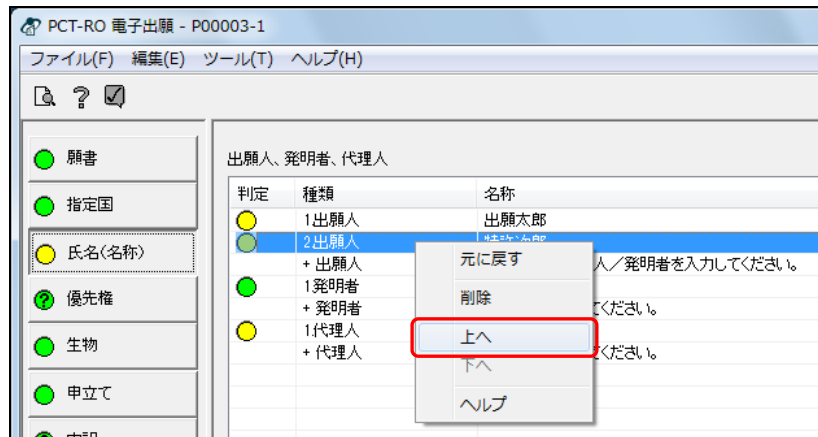 PCT-RO 電子出願 - P00003-1
ファイル(F) 編集(E) ツール(T) ヘルプ(H)
願書
指定国
氏名(名称)
優先権
生物
申立て
出願人、発明者、代理人
判定 種類 名称
1出願人 出願太郎
2出願人
+ 出願人 人/発明者を入力してください。
1発明者
+ 発明者 てください。
1代理人
+ 代理人 てください。
元に戻す
削除
上へ
下へ
ヘルプ